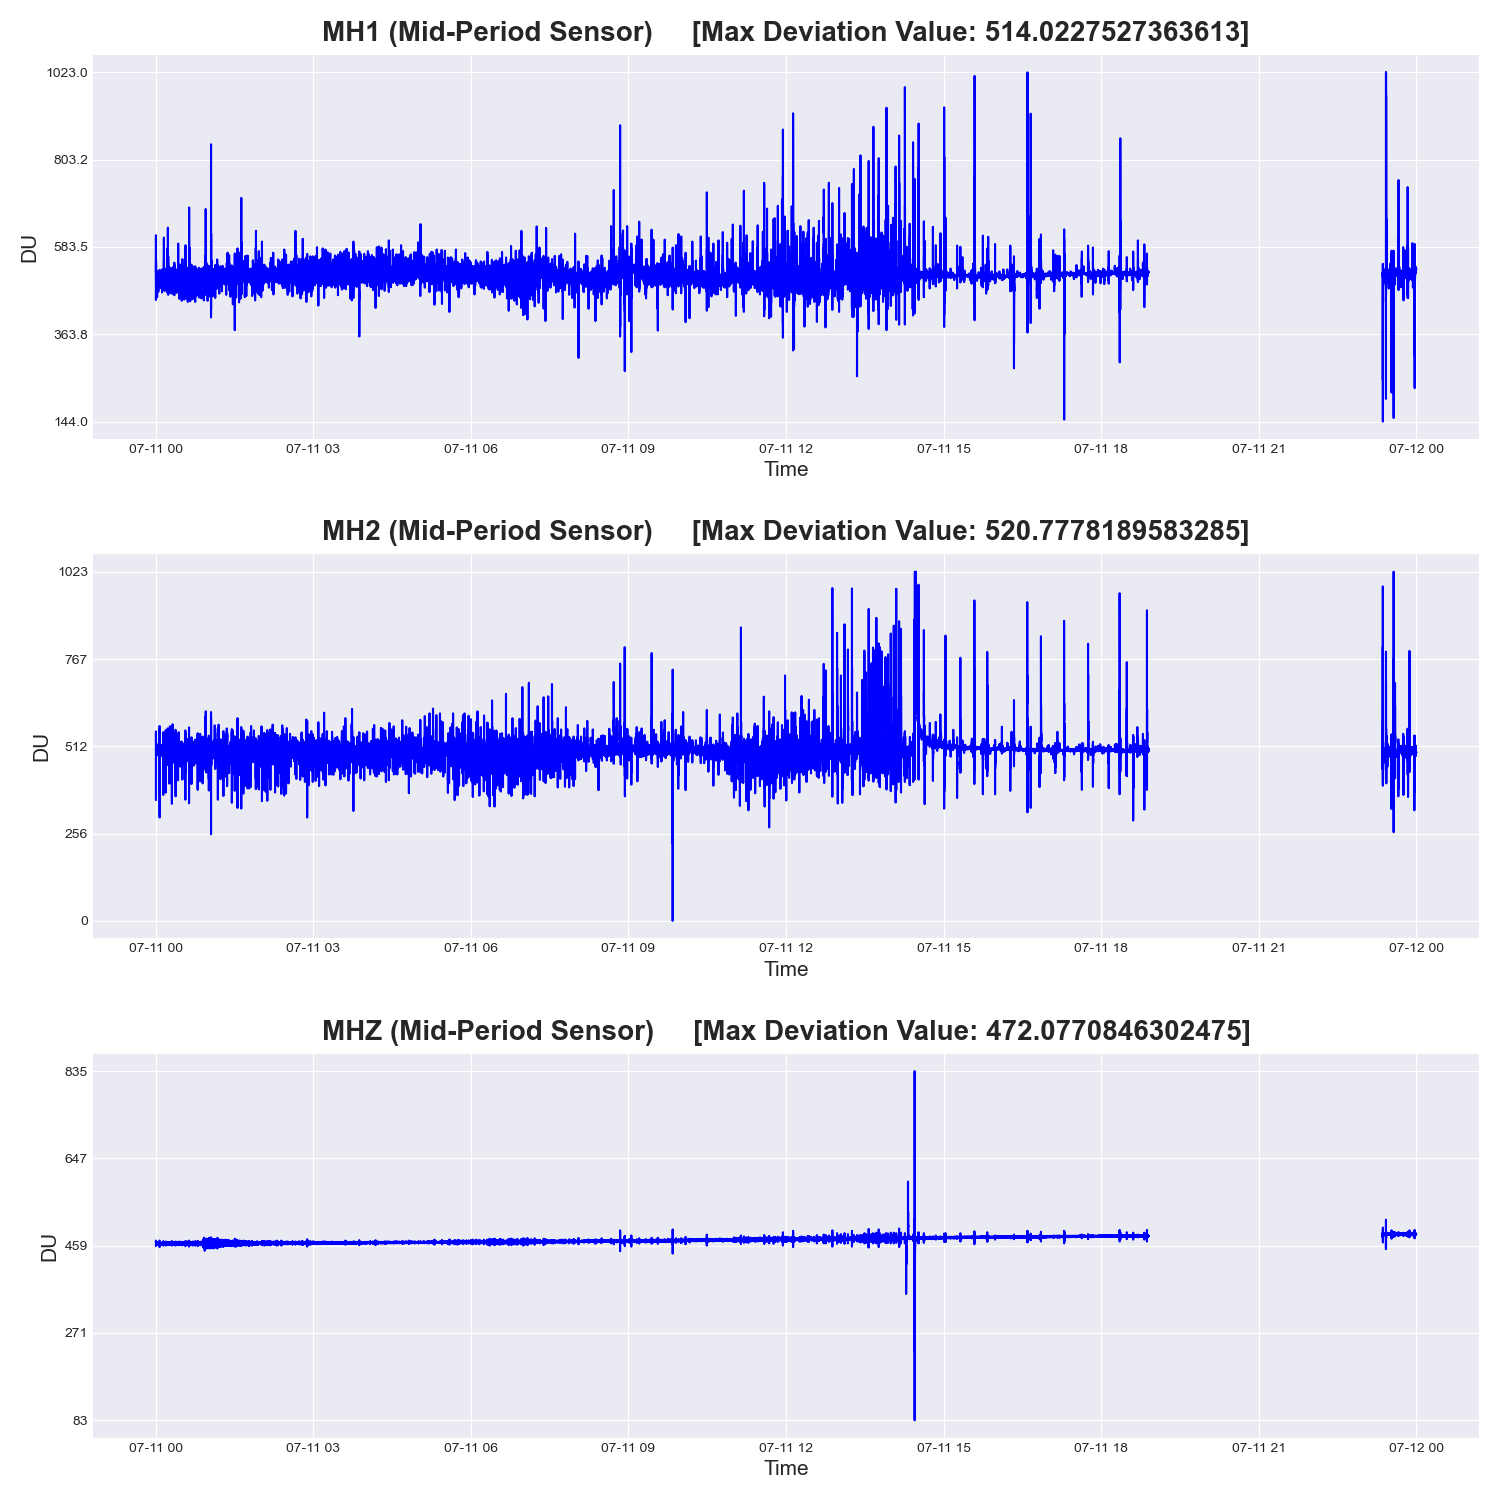 MH1 (Mid-Period Sensor) [Max Deviation Value: 514.0227527363613]
1023.0
803.2
583.5
363.8
144.0
DU
07-11 00 07-11 03 07-11 06 07-11 09 07-11 12 07-11 15 07-11 18 07-11 21 07-12 00
Time
MH2 (Mid-Period Sensor) [Max Deviation Value: 520.7778189583285]
1023
767
512
256
0
DU
07-11 00 07-11 03 07-11 06 07-11 09 07-11 12 07-11 15 07-11 18 07-11 21 07-12 00
Time
MHZ (Mid-Period Sensor) [Max Deviation Value: 472.0770846302475]
835
647
459
271
83
DU
07-11 00 07-11 03 07-11 06 07-11 09 07-11 12 07-11 15 07-11 18 07-11 21 07-12 00
Time